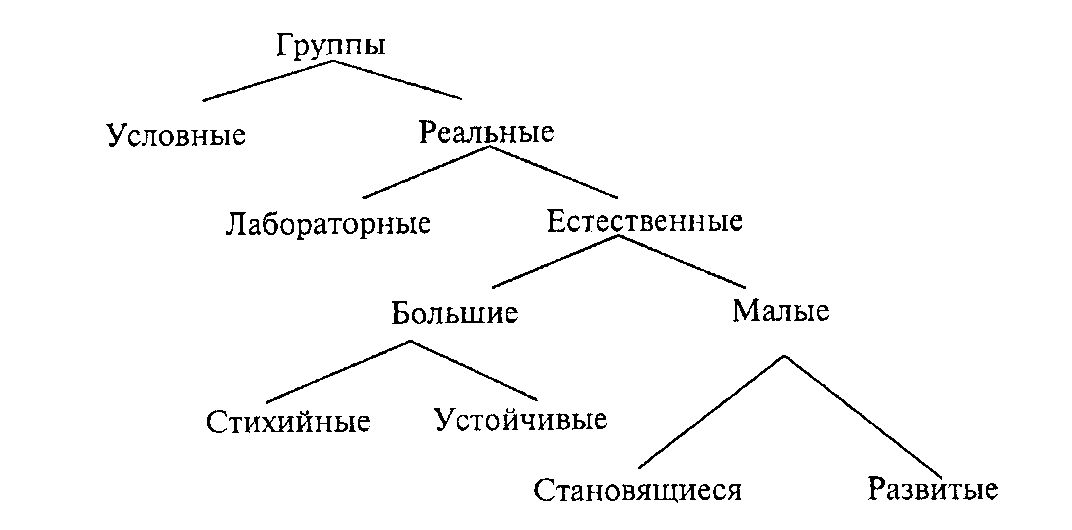 Группы
Условные Реальные
Лабораторные Естественные
Большие Малые
Стихийные Устойчивые
Становящиеся Развитые